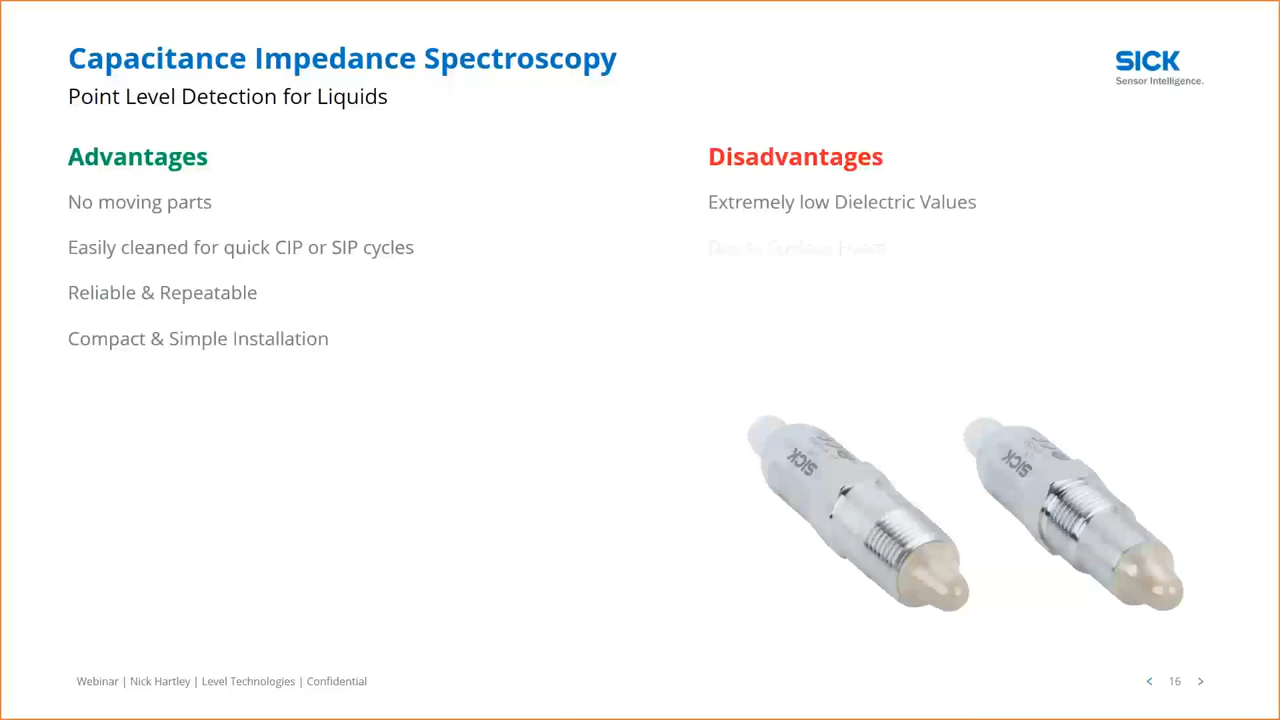 Capacitance Impedance Spectroscopy
Point Level Detection for Liquids
SICK
Sensor Intelligence.
Advantages
No moving parts
Easily cleaned for quick CIP or SIP cycles
Reliable & Repeatable
Compact & Simple Installation
Disadvantages
Extremely low Dielectric Values
SICK
SICK
Webinar | Nick Hartley | Level Technologies | Confidential
< 16 >